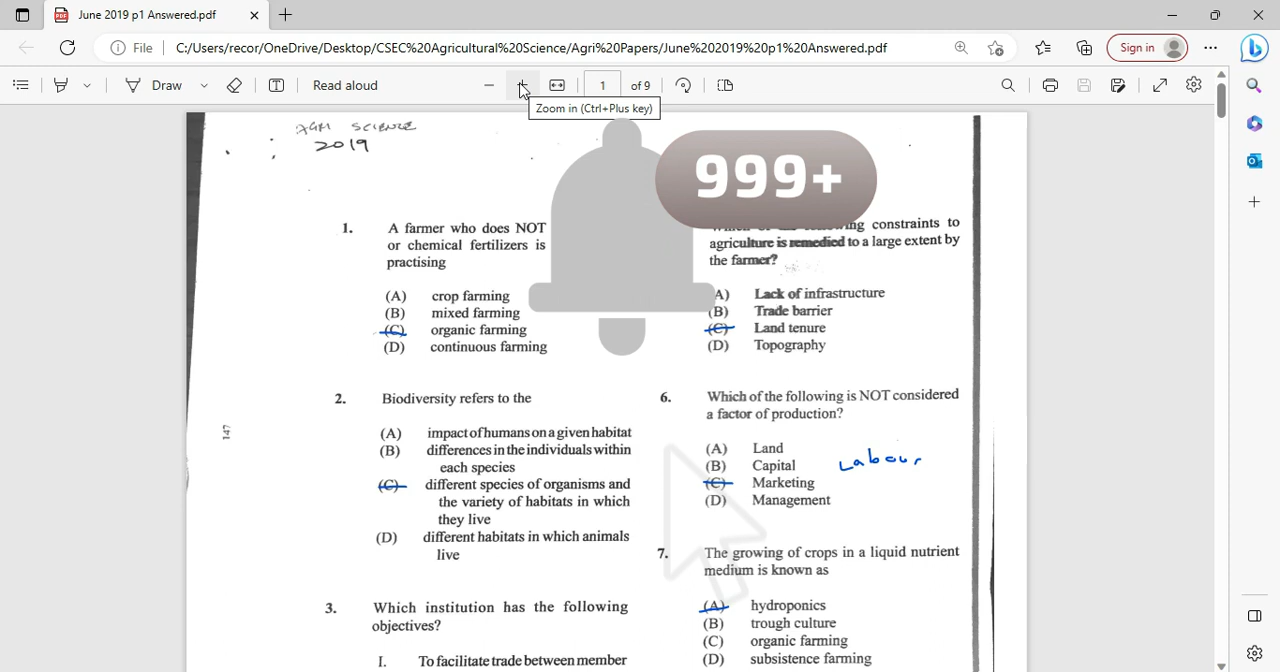 June 2019 p1 Answered.pdf
File
C:/Users/recor/OneDrive/Desktop/CSEC%20Agricultural%20Science/Agri%20Papers/June%202019%20p1%20Answered.pdf
Sign in
Draw
Read aloud
1
of 9
Zoom in (Ctrl+Plus key)
999+
AGRI SCIENCE
2019
147
1. A farmer who does NOT
or chemical fertilizers is
practising
(A) crop farming
(B) mixed farming
(C) organic farming
(D) continuous farming
2. Biodiversity refers to the
(A) impact of humans on a given habitat
(B) differences in the individuals within
each species
(C) different species of organisms and
the variety of habitats in which
they live
(D) different habitats in which animals
live
3. Which institution has the following
objectives?
I. To facilitate trade between member
constraints to
agriculture is remedied to a large extent by
the farmer?
A) Lack of infrastructure
(B) Trade barrier
(C) Land tenure
(D) Topography
6. Which of the following is NOT considered
a factor of production?
(A) Land
(B) Capital
(C) Marketing
(D) Management
Labour
7. The growing of crops in a liquid nutrient
medium is known as
(A) hydroponics
(B) trough culture
(C) organic farming
(D) subsistence farming